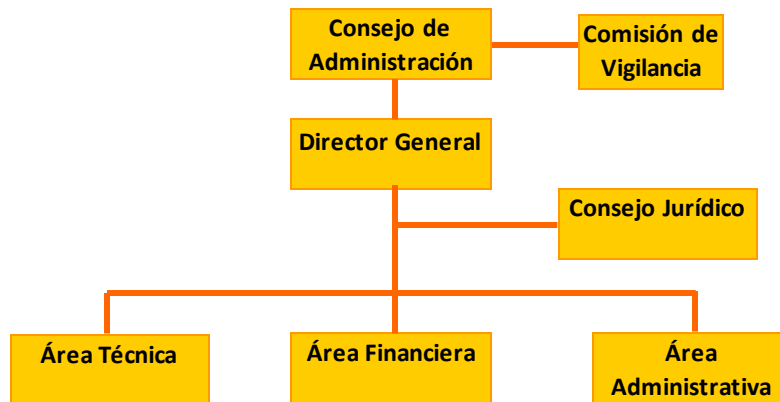 Consejo de
Administración
Comisión de
Vigilancia
Director General
Consejo Jurídico
Área Técnica
Área Financiera
Área
Administrativa